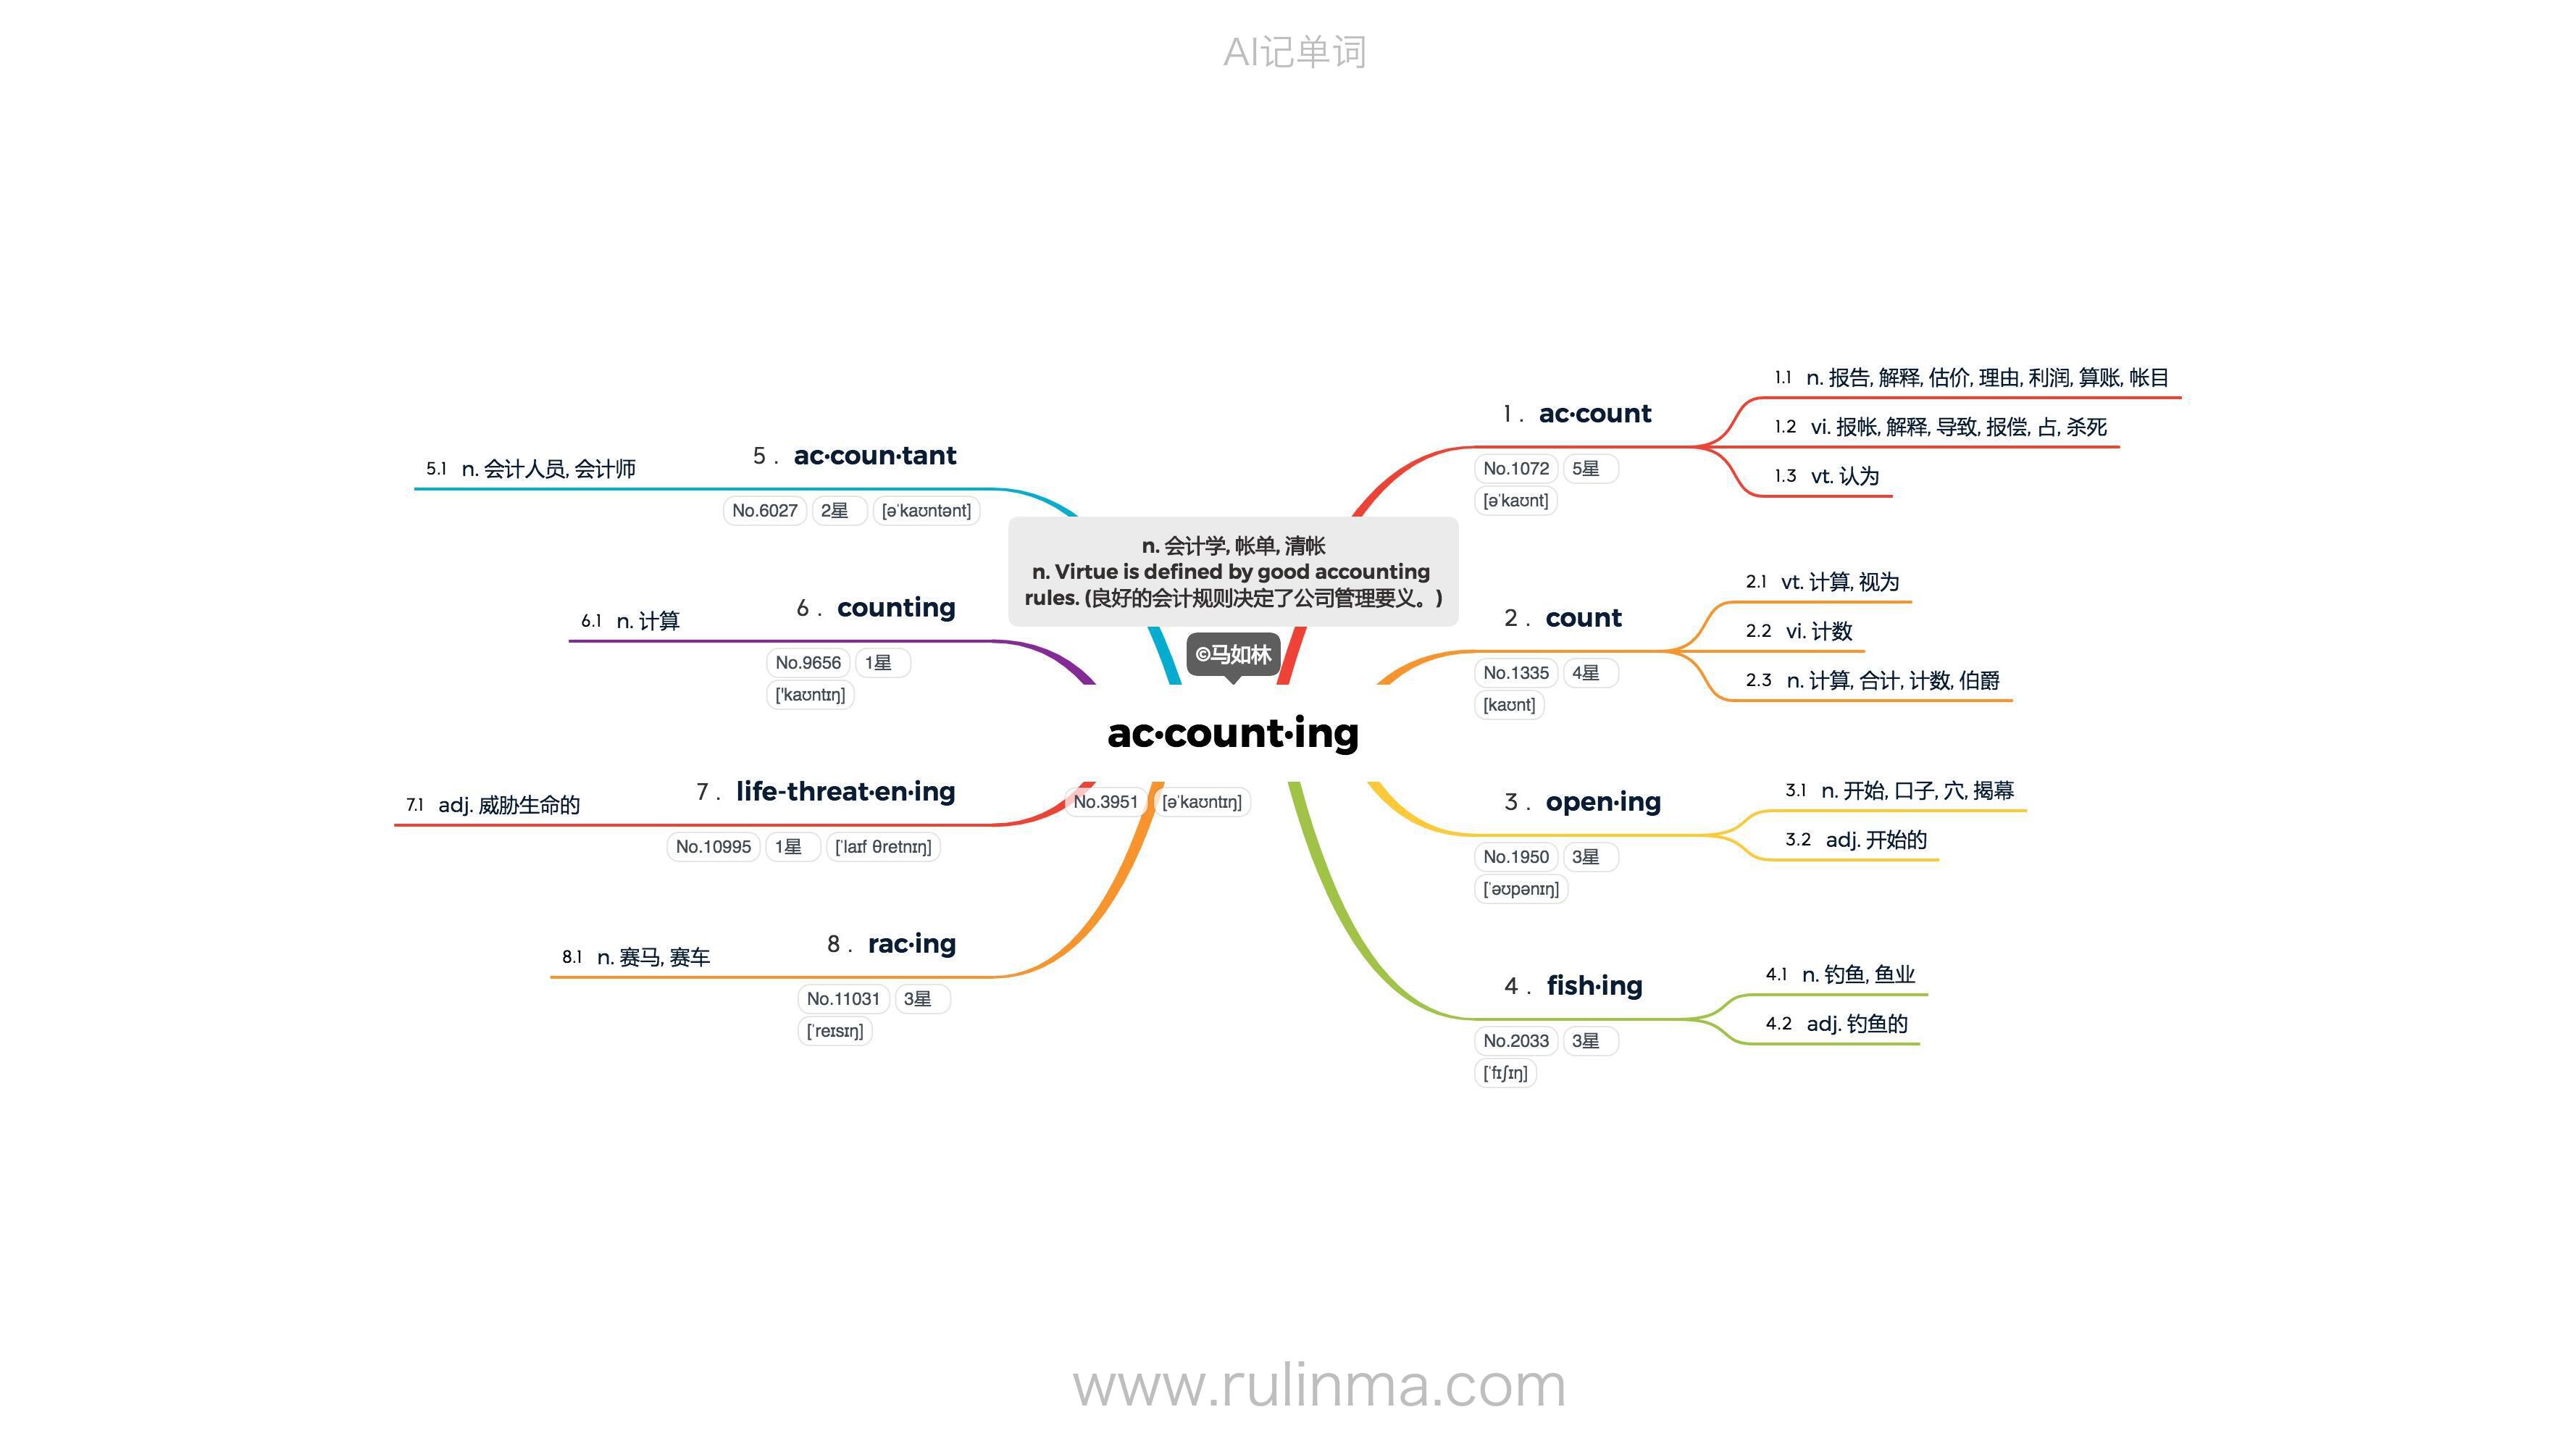 AI记单词
n. 会计学, 帐单, 清帐
n. Virtue is defined by good accounting
rules. (良好的会计规则决定了公司管理要义。)
©马如林
ac·count·ing
No.3951 [əˈkaʊntɪŋ]
1 . ac·count
No.1072 5星
[əˈkaʊnt]
1.1 n. 报告, 解释, 估价, 理由, 利润, 算账, 帐目
1.2 vi. 报帐, 解释, 导致, 报偿, 占, 杀死
1.3 vt. 认为
2 . count
No.1335 4星
[kaʊnt]
2.1 vt. 计算, 视为
2.2 vi. 计数
2.3 n. 计算, 合计, 计数, 伯爵
3 . open·ing
No.1950 3星
[ˈəʊpənɪŋ]
3.1 n. 开始, 口子, 穴, 揭幕
3.2 adj. 开始的
4 . fish·ing
No.2033 3星
[ˈfɪʃɪŋ]
4.1 n. 钓鱼, 鱼业
4.2 adj. 钓鱼的
5 . ac·coun·tant
No.6027 2星 [əˈkaʊntənt]
5.1 n. 会计人员, 会计师
6 . counting
No.9656 1星
['kaʊntɪŋ]
6.1 n. 计算
7 . life-threat·en·ing
No.10995 1星 [ˈlaɪf θretnɪŋ]
7.1 adj. 威胁生命的
8 . rac·ing
No.11031 3星
[ˈreɪsɪŋ]
8.1 n. 赛马, 赛车
www.rulinma.com